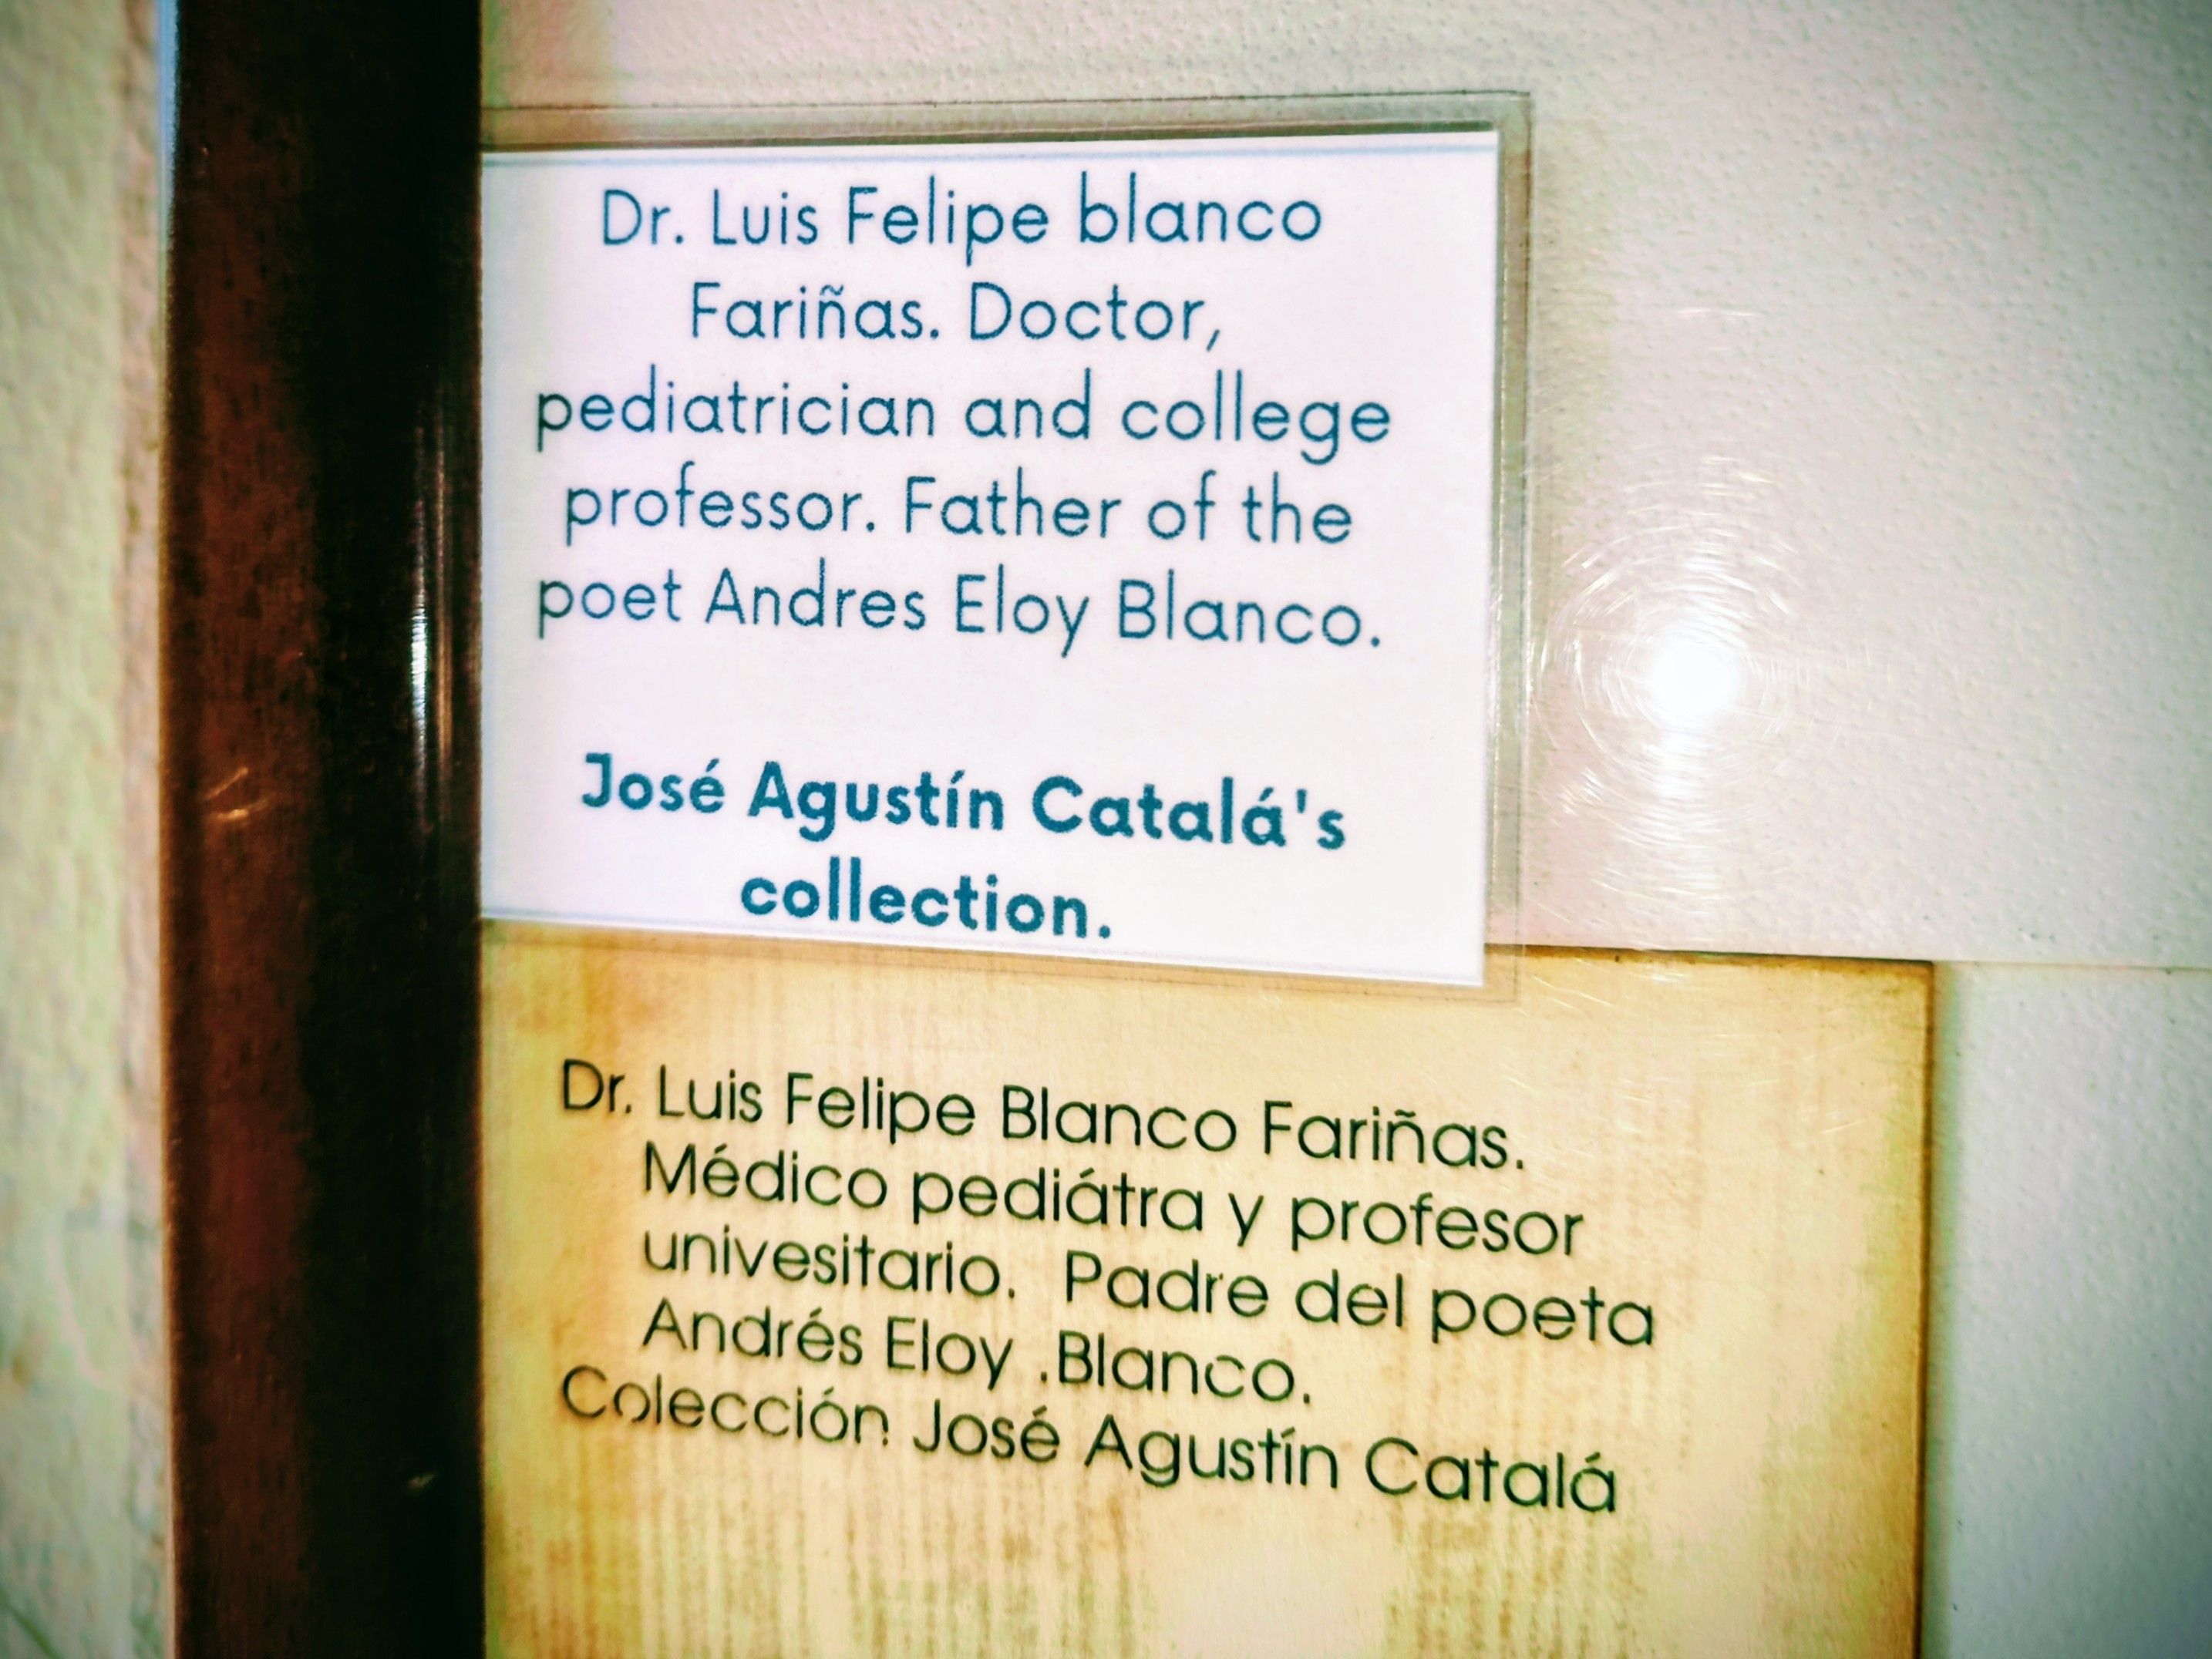 Dr. Luis Felipe blanco
Fariñas. Doctor,
pediatrician and college
professor. Father of the
poet Andres Eloy Blanco.
José Agustín Catalá's
collection.
Dr. Luis Felipe Blanco Fariñas.
Médico pediátra y profesor
univesitario. Padre del poeta
Andrés Eloy .Blanco.
Colección José Agustín Catalá